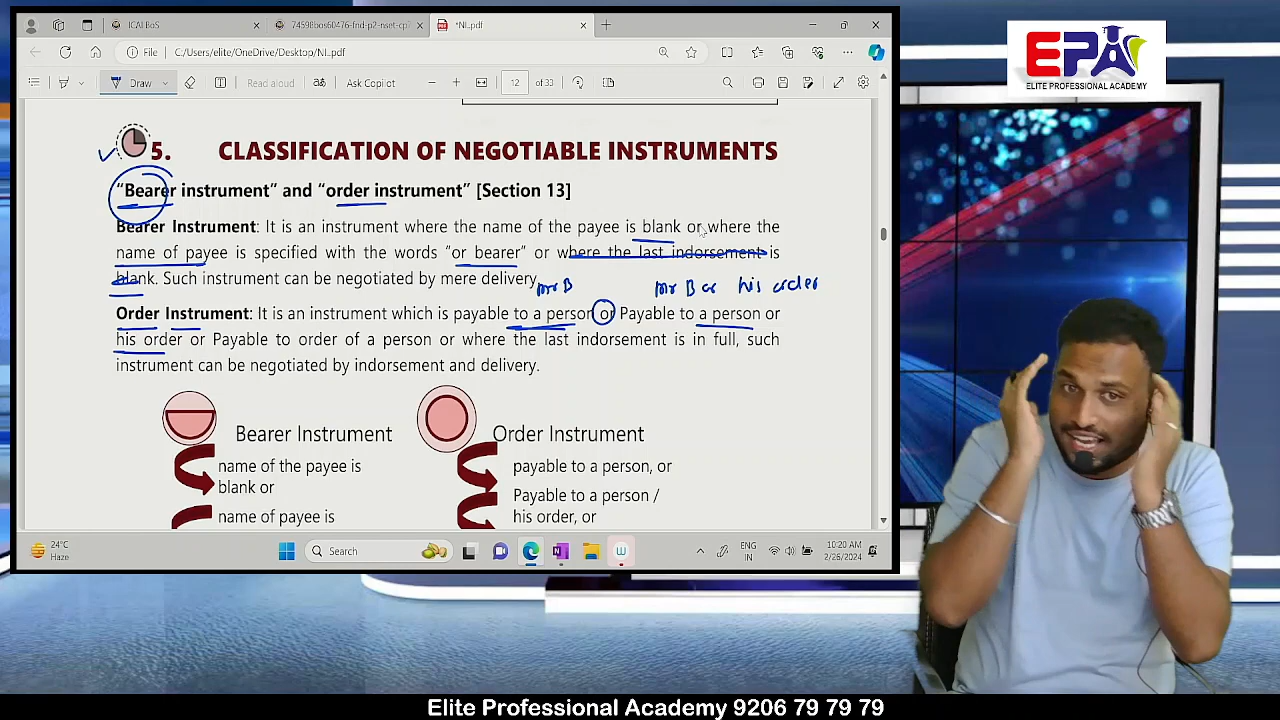 ICAI BoS
74598bos60476-fnd-p2-nset-cp7
*NI.pdf
File
C:/Users/elite/OneDrive/Desktop/NI.pdf
Draw
Read aloud
12
of 33
EPA
ELITE PROFESSIONAL ACADEMY
5. CLASSIFICATION OF NEGOTIABLE INSTRUMENTS
“Bearer instrument” and “order instrument” [Section 13]
Bearer Instrument: It is an instrument where the name of the payee is blank or where the
name of payee is specified with the words “or bearer” or where the last indorsement is
blank. Such instrument can be negotiated by mere delivery.
Mr B
Mr B or his order
Order Instrument: It is an instrument which is payable to a person or Payable to a person or
his order or Payable to order of a person or where the last indorsement is in full, such
instrument can be negotiated by indorsement and delivery.
Bearer Instrument
Order Instrument
name of the payee is
blank or
name of payee is
payable to a person, or
Payable to a person /
his order, or
24°C
Haze
Search
ENG
IN
10:20 AM
2/26/2024
Elite Professional Academy 9206 79 79 79